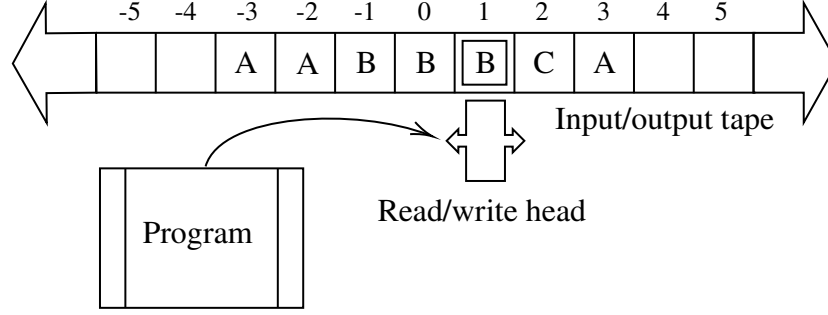 -5 -4 -3 -2 -1 0 1 2 3 4 5
A A B B B C A
Input/output tape
Read/write head
Program